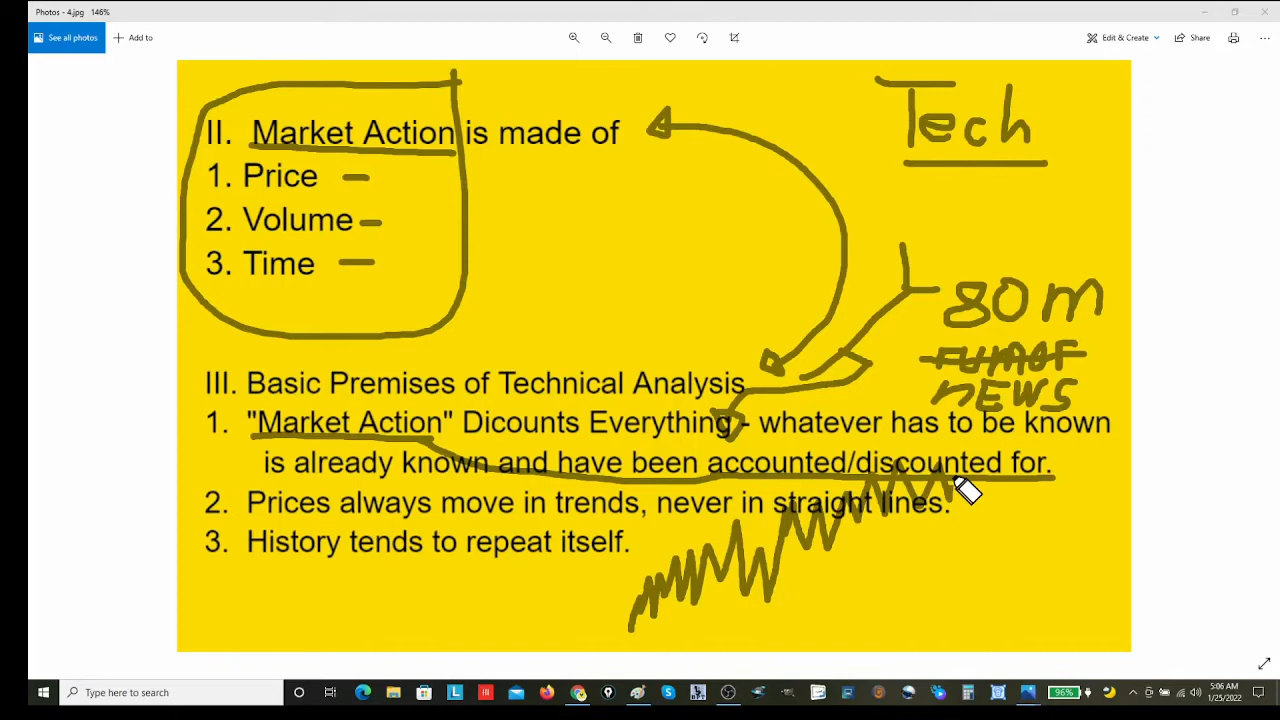 Photos - 4.jpg 146%
See all photos
Add to
Edit & Create
Share
Tech
II. Market Action is made of
1. Price
2. Volume
3. Time
80 m
rumor
nEWS
III. Basic Premises of Technical Analysis
1. "Market Action" Dicounts Everything - whatever has to be known
is already known and have been accounted/discounted for.
2. Prices always move in trends, never in straight lines.
3. History tends to repeat itself.
Type here to search
L
96%
5:06 AM
1/25/2022